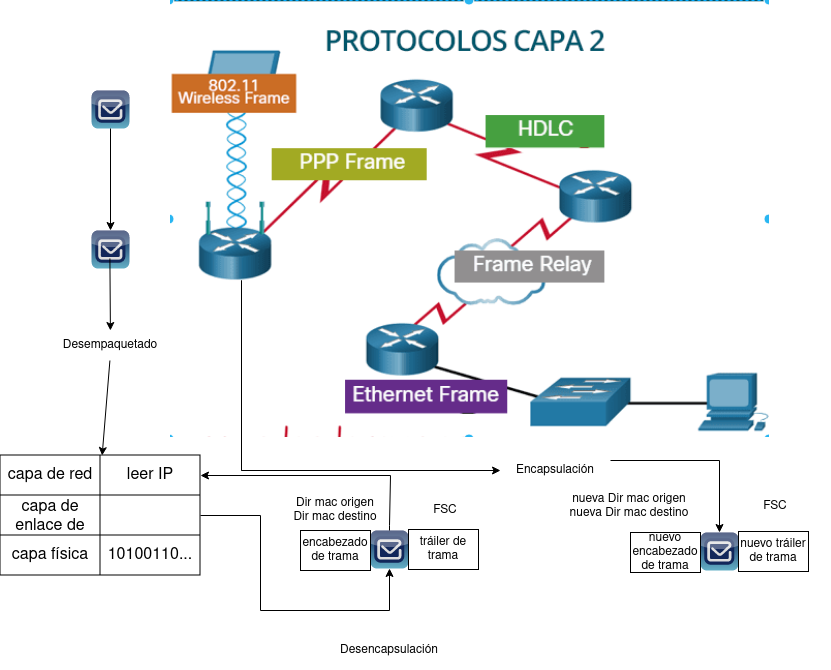 PROTOCOLOS CAPA 2
802.11
Wireless Frame
HDLC
PPP Frame
Frame Relay
Ethernet Frame
Desempaquetado
capa de red
leer IP
capa de
enlace de
capa física
10100110...
Dir mac origen
Dir mac destino
FSC
encabezado
de trama
tráiler de
trama
Desencapsulación
Encapsulación
nueva Dir mac origen
nueva Dir mac destino
FSC
nuevo
encabezado
de trama
nuevo tráiler
de trama